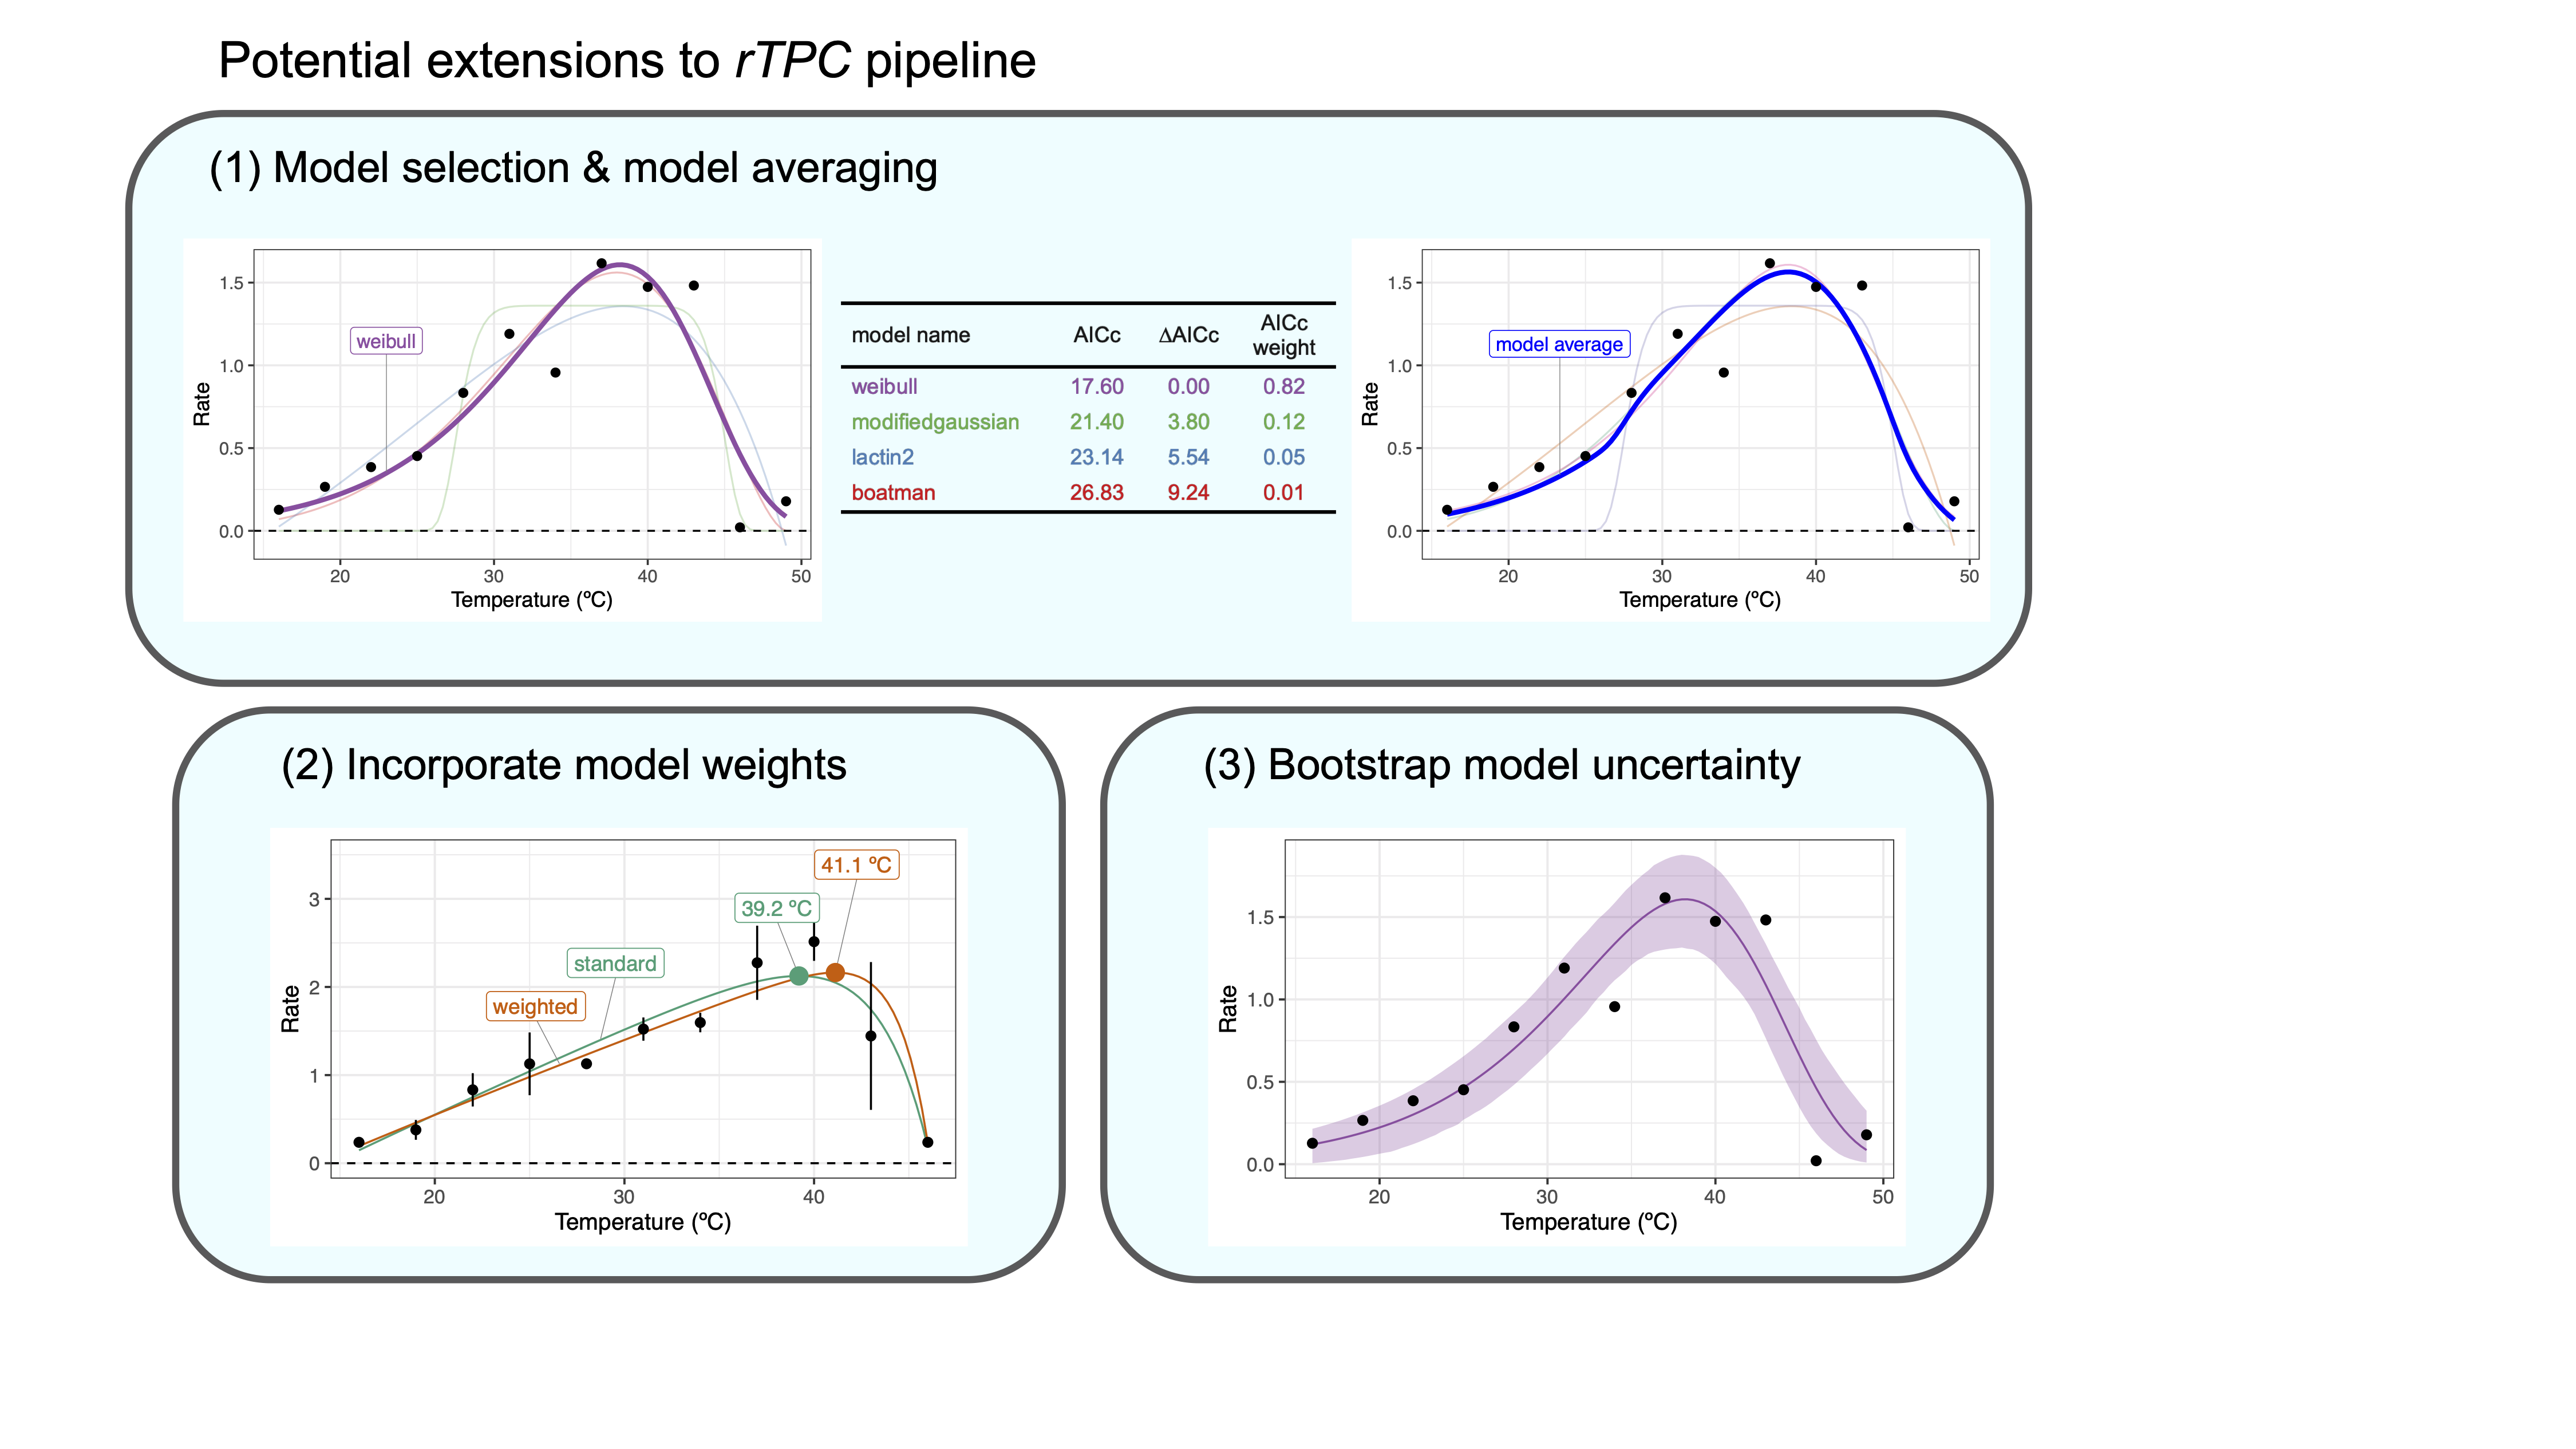 Potential extensions to rTPC pipeline
(1) Model selection & model averaging
1.5
1.0
0.5
0.0
Rate
weibull
20 30 40 50
Temperature (ºC)
model name AICc ΔAICc AICc weight
weibull 17.60 0.00 0.82
modifiedgaussian 21.40 3.80 0.12
lactin2 23.14 5.54 0.05
boatman 26.83 9.24 0.01
1.5
1.0
0.5
0.0
Rate
model average
20 30 40 50
Temperature (ºC)
(2) Incorporate model weights
3
2
1
0
Rate
41.1 ºC
39.2 ºC
standard
weighted
20 30 40
Temperature (ºC)
(3) Bootstrap model uncertainty
1.5
1.0
0.5
0.0
Rate
20 30 40 50
Temperature (ºC)